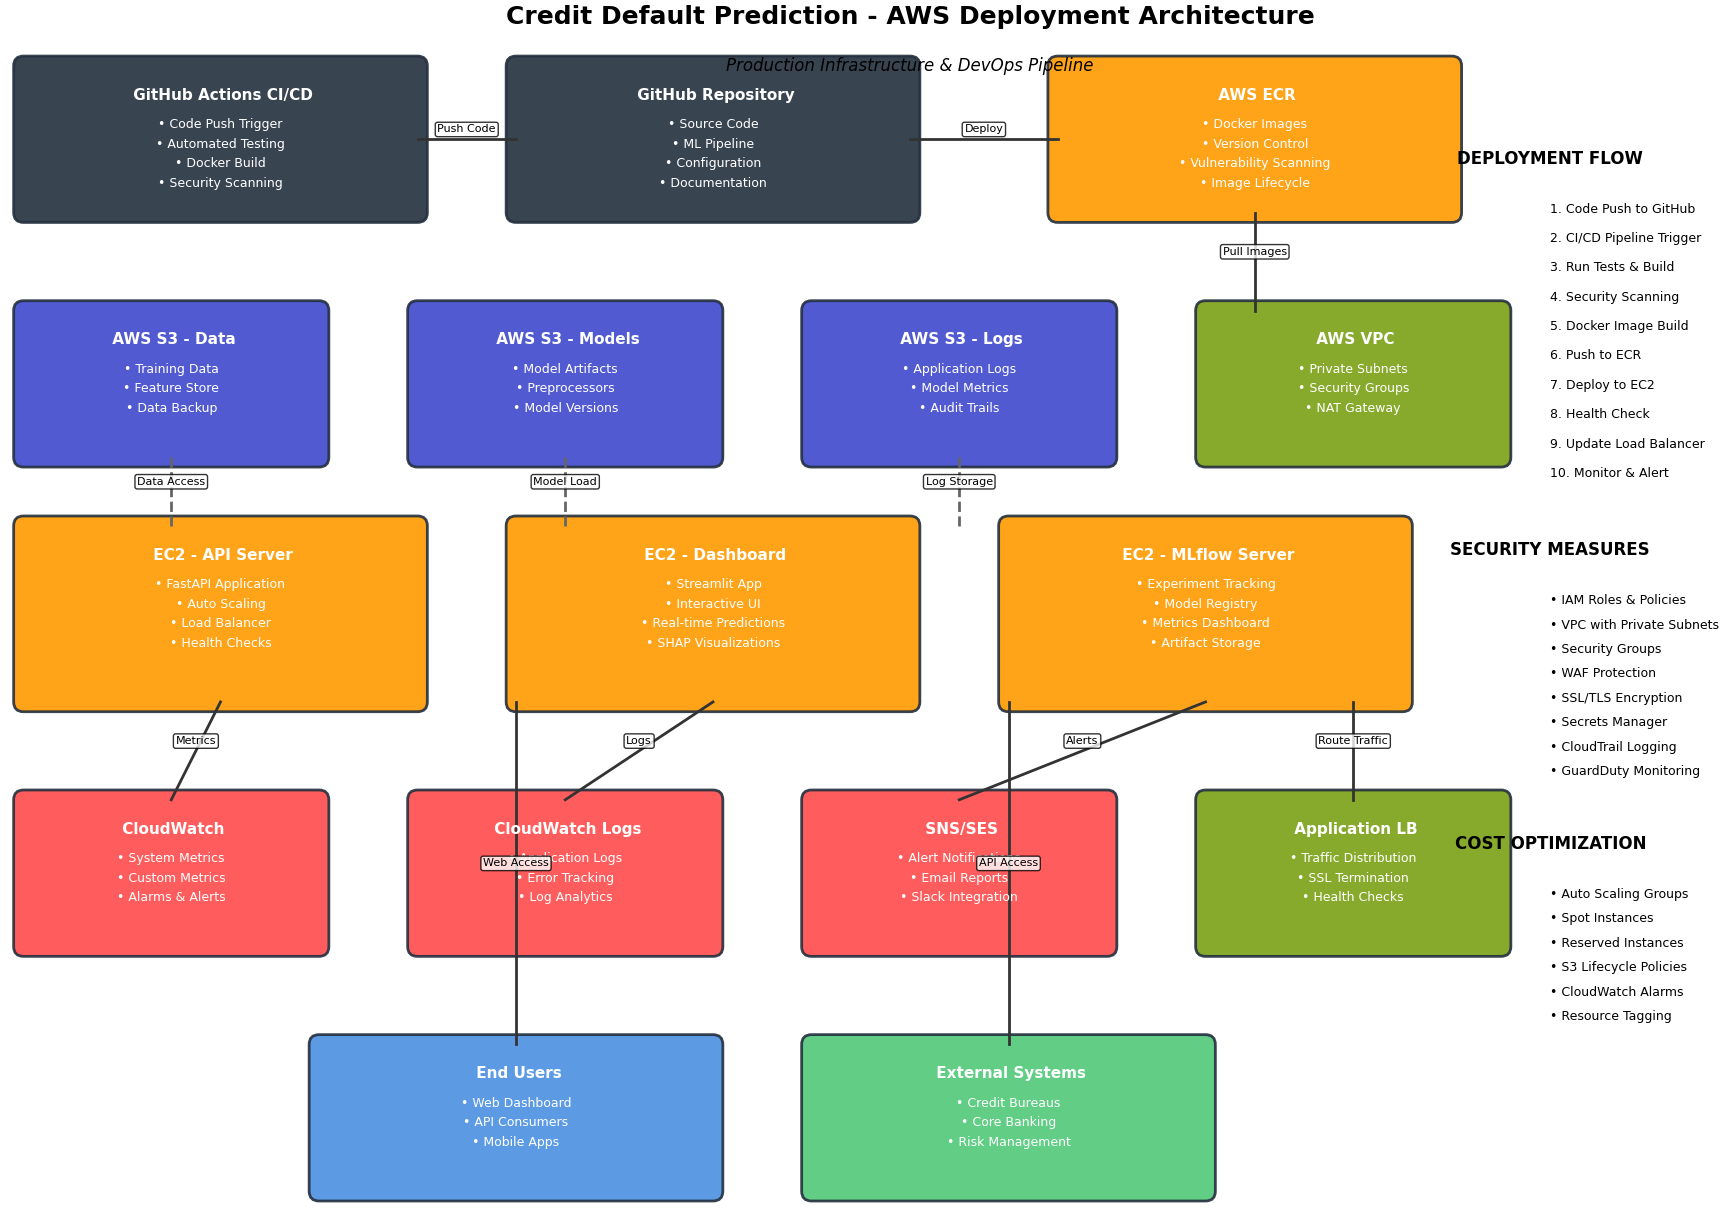 Credit Default Prediction - AWS Deployment Architecture
Production Infrastructure & DevOps Pipeline
GitHub Actions CI/CD
• Code Push Trigger
• Automated Testing
• Docker Build
• Security Scanning
Push Code
GitHub Repository
• Source Code
• ML Pipeline
• Configuration
• Documentation
Deploy
AWS ECR
• Docker Images
• Version Control
• Vulnerability Scanning
• Image Lifecycle
Pull Images
AWS S3 - Data
• Training Data
• Feature Store
• Data Backup
AWS S3 - Models
• Model Artifacts
• Preprocessors
• Model Versions
AWS S3 - Logs
• Application Logs
• Model Metrics
• Audit Trails
AWS VPC
• Private Subnets
• Security Groups
• NAT Gateway
Data Access
Model Load
Log Storage
EC2 - API Server
• FastAPI Application
• Auto Scaling
• Load Balancer
• Health Checks
EC2 - Dashboard
• Streamlit App
• Interactive UI
• Real-time Predictions
• SHAP Visualizations
EC2 - MLflow Server
• Experiment Tracking
• Model Registry
• Metrics Dashboard
• Artifact Storage
Metrics
Logs
Alerts
Route Traffic
CloudWatch
• System Metrics
• Custom Metrics
• Alarms & Alerts
CloudWatch Logs
• Application Logs
• Error Tracking
• Log Analytics
Web Access
SNS/SES
• Alert Notifications
• Email Reports
• Slack Integration
API Access
Application LB
• Traffic Distribution
• SSL Termination
• Health Checks
End Users
• Web Dashboard
• API Consumers
• Mobile Apps
External Systems
• Credit Bureaus
• Core Banking
• Risk Management
DEPLOYMENT FLOW
1. Code Push to GitHub
2. CI/CD Pipeline Trigger
3. Run Tests & Build
4. Security Scanning
5. Docker Image Build
6. Push to ECR
7. Deploy to EC2
8. Health Check
9. Update Load Balancer
10. Monitor & Alert
SECURITY MEASURES
• IAM Roles & Policies
• VPC with Private Subnets
• Security Groups
• WAF Protection
• SSL/TLS Encryption
• Secrets Manager
• CloudTrail Logging
• GuardDuty Monitoring
COST OPTIMIZATION
• Auto Scaling Groups
• Spot Instances
• Reserved Instances
• S3 Lifecycle Policies
• CloudWatch Alarms
• Resource Tagging